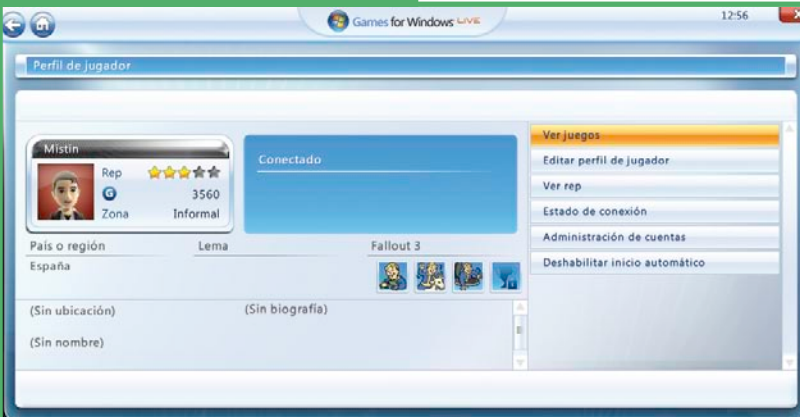 Games for Windows LIVE
12:56
Perfil de jugador
Mistin
Rep
G 3560
Zona Informal
Conectado
País o región
España
Lema
Fallout 3
(Sin ubicación)
(Sin biografía)
(Sin nombre)
Ver juegos
Editar perfil de jugador
Ver rep
Estado de conexión
Administración de cuentas
Deshabilitar inicio automático